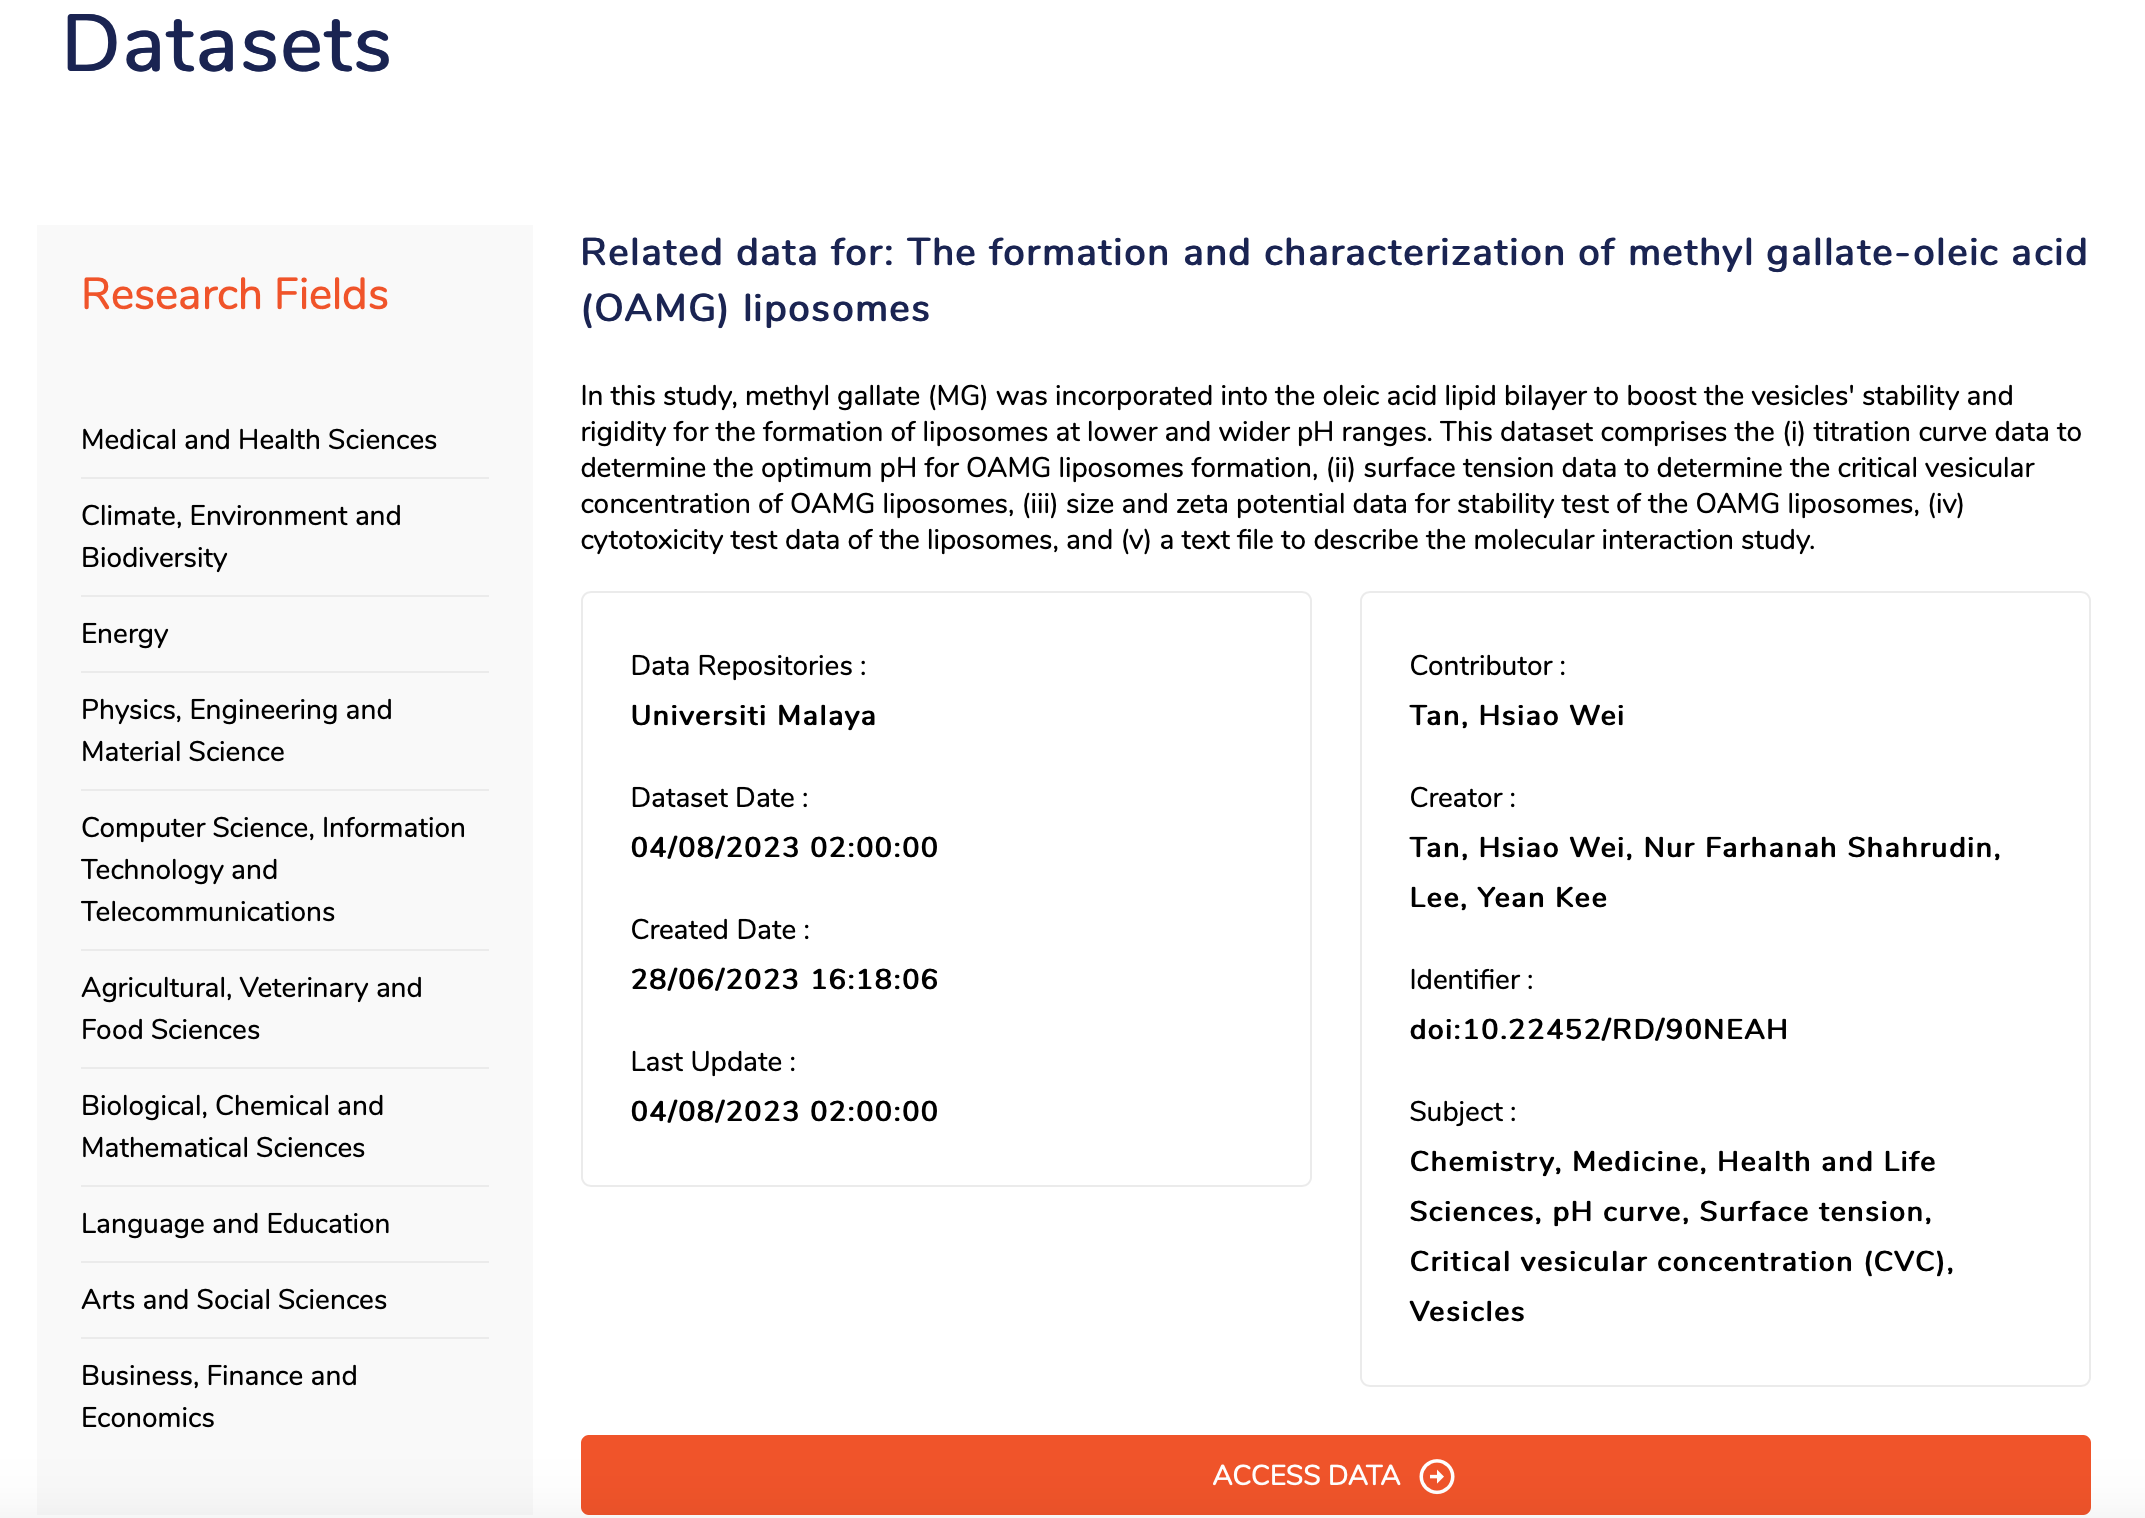 Datasets
Research Fields
Medical and Health Sciences
Climate, Environment and
Biodiversity
Energy
Physics, Engineering and
Material Science
Computer Science, Information
Technology and
Telecommunications
Agricultural, Veterinary and
Food Sciences
Biological, Chemical and
Mathematical Sciences
Language and Education
Arts and Social Sciences
Business, Finance and
Economics
Related data for: The formation and characterization of methyl gallate-oleic acid
(OAMG) liposomes
In this study, methyl gallate (MG) was incorporated into the oleic acid lipid bilayer to boost the vesicles' stability and
rigidity for the formation of liposomes at lower and wider pH ranges. This dataset comprises the (i) titration curve data to
determine the optimum pH for OAMG liposomes formation, (ii) surface tension data to determine the critical vesicular
concentration of OAMG liposomes, (iii) size and zeta potential data for stability test of the OAMG liposomes, (iv)
cytotoxicity test data of the liposomes, and (v) a text file to describe the molecular interaction study.
Data Repositories :
Universiti Malaya
Dataset Date :
04/08/2023 02:00:00
Created Date :
28/06/2023 16:18:06
Last Update :
04/08/2023 02:00:00
Contributor :
Tan, Hsiao Wei
Creator :
Tan, Hsiao Wei, Nur Farhanah Shahrudin,
Lee, Yean Kee
Identifier :
doi:10.22452/RD/90NEAH
Subject :
Chemistry, Medicine, Health and Life
Sciences, pH curve, Surface tension,
Critical vesicular concentration (CVC),
Vesicles
ACCESS DATA